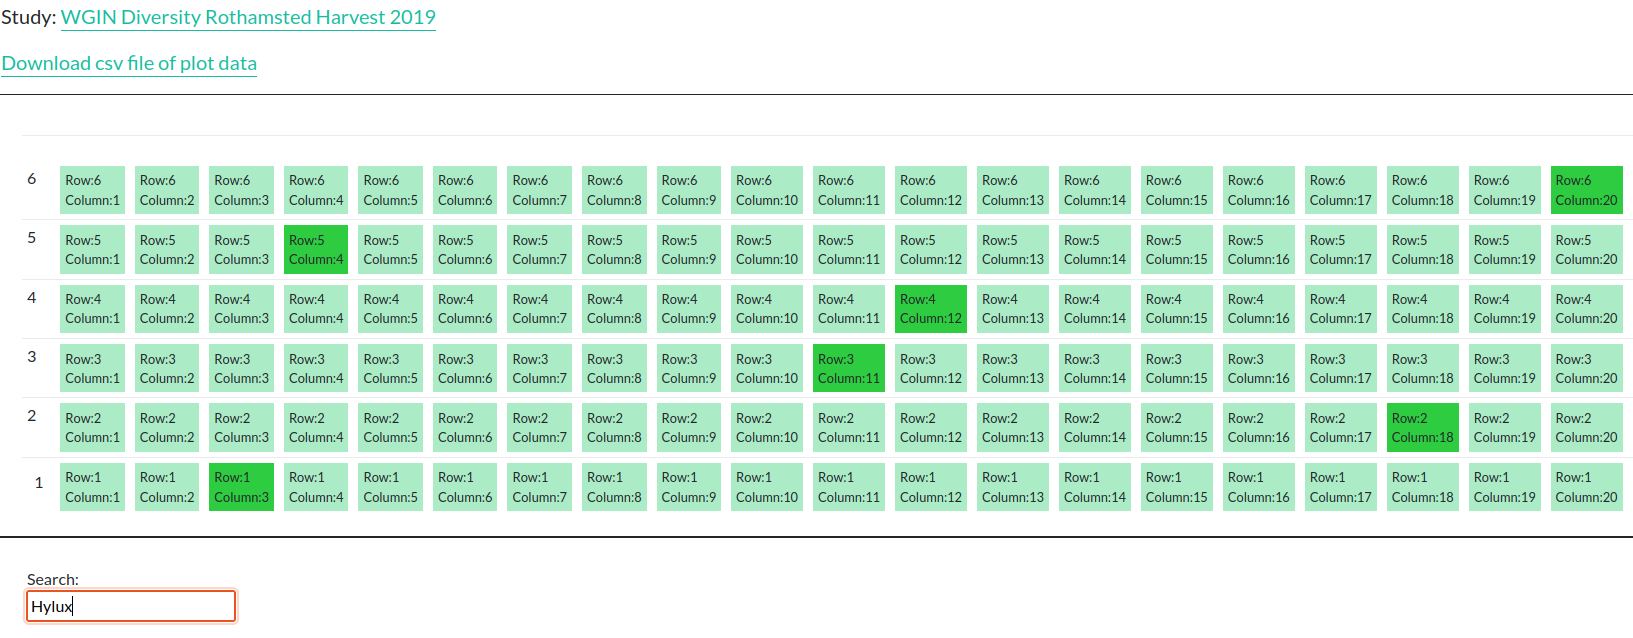 Study: WGIN Diversity Rothamsted Harvest 2019
Download csv file of plot data
6 Row:6 Row:6 Row:6 Row:6 Row:6 Row:6 Row:6 Row:6 Row:6 Row:6 Row:6 Row:6 Row:6 Row:6 Row:6 Row:6 Row:6 Row:6 Row:6 Row:6
Column:1 Column:2 Column:3 Column:4 Column:5 Column:6 Column:7 Column:8 Column:9 Column:10 Column:11 Column:12 Column:13 Column:14 Column:15 Column:16 Column:17 Column:18 Column:19 Column:20
5 Row:5 Row:5 Row:5 Row:5 Row:5 Row:5 Row:5 Row:5 Row:5 Row:5 Row:5 Row:5 Row:5 Row:5 Row:5 Row:5 Row:5 Row:5 Row:5 Row:5
Column:1 Column:2 Column:3 Column:4 Column:5 Column:6 Column:7 Column:8 Column:9 Column:10 Column:11 Column:12 Column:13 Column:14 Column:15 Column:16 Column:17 Column:18 Column:19 Column:20
4 Row:4 Row:4 Row:4 Row:4 Row:4 Row:4 Row:4 Row:4 Row:4 Row:4 Row:4 Row:4 Row:4 Row:4 Row:4 Row:4 Row:4 Row:4 Row:4 Row:4
Column:1 Column:2 Column:3 Column:4 Column:5 Column:6 Column:7 Column:8 Column:9 Column:10 Column:11 Column:12 Column:13 Column:14 Column:15 Column:16 Column:17 Column:18 Column:19 Column:20
3 Row:3 Row:3 Row:3 Row:3 Row:3 Row:3 Row:3 Row:3 Row:3 Row:3 Row:3 Row:3 Row:3 Row:3 Row:3 Row:3 Row:3 Row:3 Row:3 Row:3
Column:1 Column:2 Column:3 Column:4 Column:5 Column:6 Column:7 Column:8 Column:9 Column:10 Column:11 Column:12 Column:13 Column:14 Column:15 Column:16 Column:17 Column:18 Column:19 Column:20
2 Row:2 Row:2 Row:2 Row:2 Row:2 Row:2 Row:2 Row:2 Row:2 Row:2 Row:2 Row:2 Row:2 Row:2 Row:2 Row:2 Row:2 Row:2 Row:2 Row:2
Column:1 Column:2 Column:3 Column:4 Column:5 Column:6 Column:7 Column:8 Column:9 Column:10 Column:11 Column:12 Column:13 Column:14 Column:15 Column:16 Column:17 Column:18 Column:19 Column:20
1 Row:1 Row:1 Row:1 Row:1 Row:1 Row:1 Row:1 Row:1 Row:1 Row:1 Row:1 Row:1 Row:1 Row:1 Row:1 Row:1 Row:1 Row:1 Row:1 Row:1
Column:1 Column:2 Column:3 Column:4 Column:5 Column:6 Column:7 Column:8 Column:9 Column:10 Column:11 Column:12 Column:13 Column:14 Column:15 Column:16 Column:17 Column:18 Column:19 Column:20
Search:
Hylux